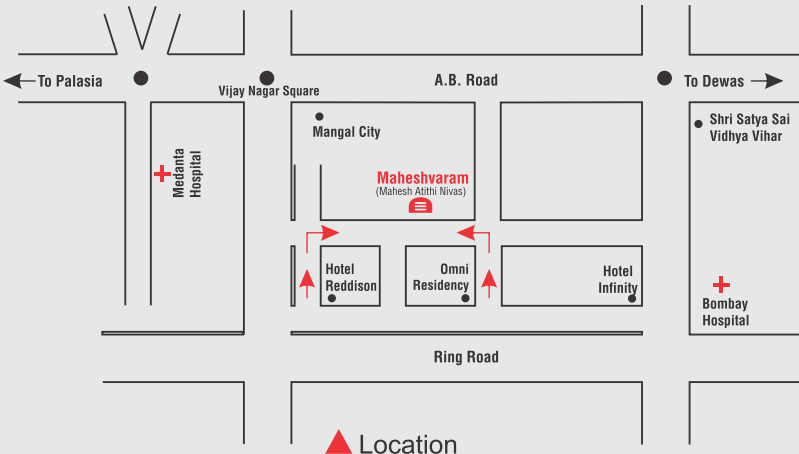 To Palasia
Vijay Nagar Square
A.B. Road
To Dewas
Mangal City
Shri Satya Sai
Vidhya Vihar
Medanta
Hospital
Maheshvaram
(Mahesh Atithi Nivas)
Hotel
Reddison
Omni
Residency
Hotel
Infinity
Bombay
Hospital
Ring Road
Location